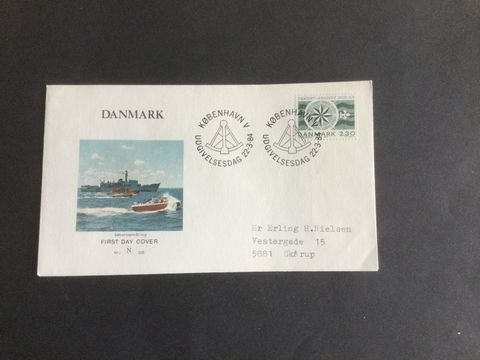 DANMARK
FIRST DAY COVER
N
KØBENHAVN V
UDGIVELSESDAG 22-3-84
KØBENHAVN V
UDGIVELSESDAG 22-3-84
DANMARK 2.30
Hr Erling H.Nielsen
Vestergade 15
5881 Skårup